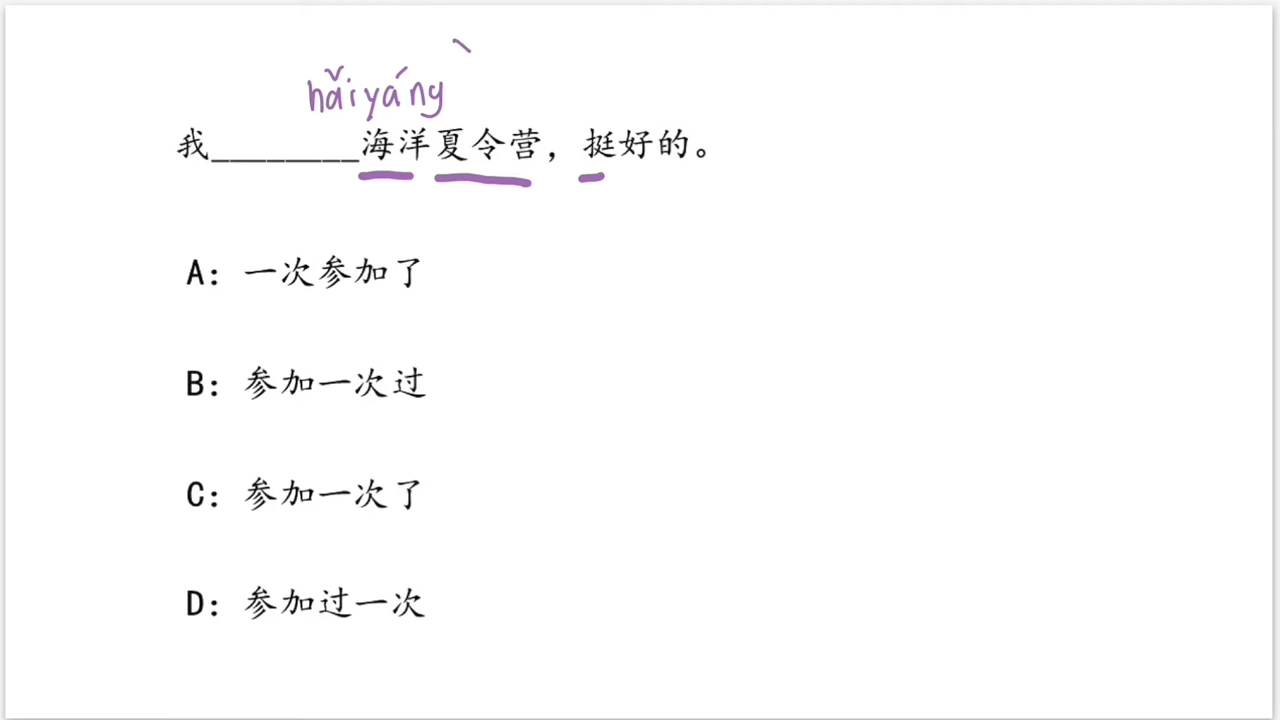 hǎiyáng
我________海洋夏令营，挺好的。
A：一次参加了
B：参加一次过
C：参加一次了
D：参加过一次